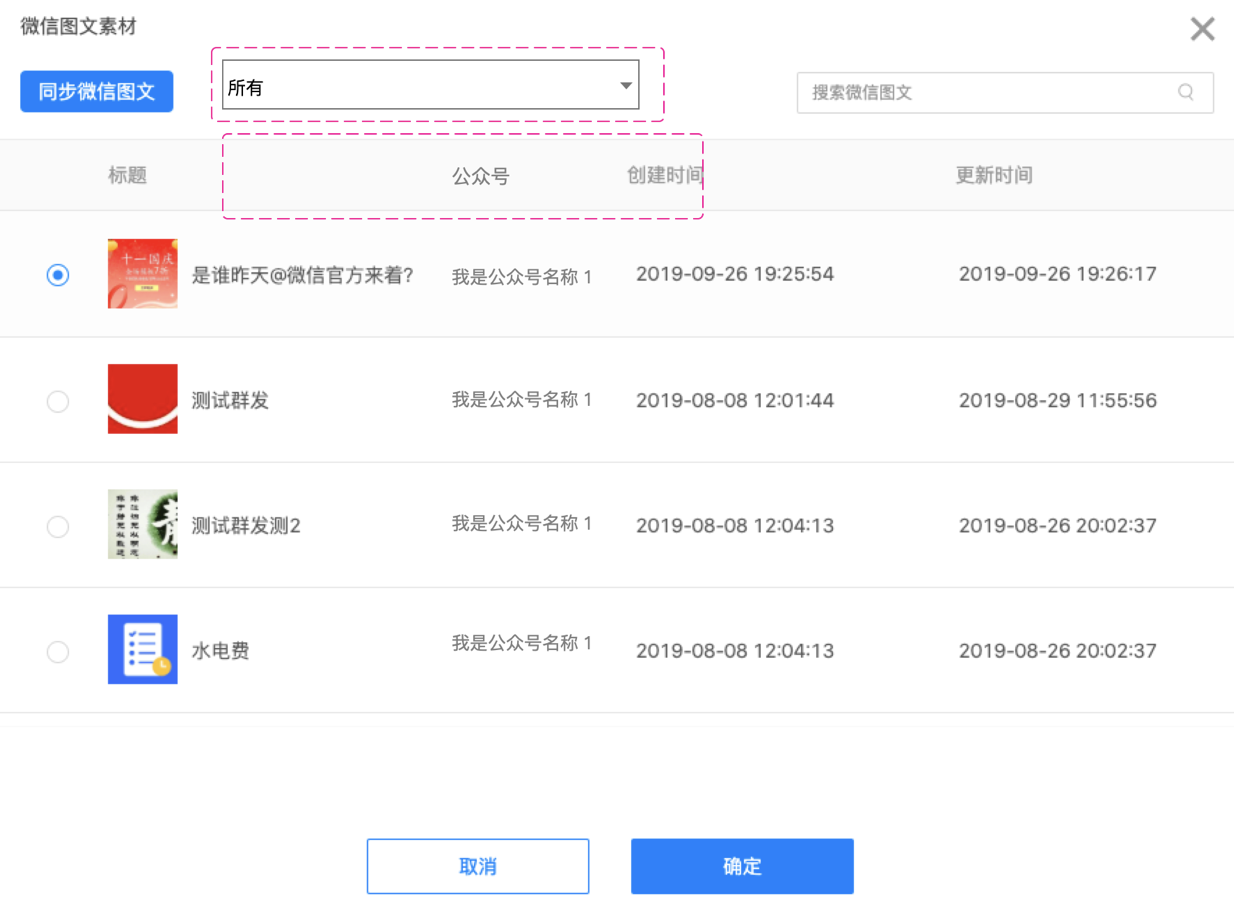 微信图文素材
同步微信图文
所有
搜索微信图文
标题 公众号 创建时间 更新时间
十一国庆
是谁昨天@微信官方来着? 我是公众号名称 1 2019-09-26 19:25:54 2019-09-26 19:26:17
测试群发 我是公众号名称 1 2019-08-08 12:01:44 2019-08-29 11:55:56
测试群发测2 我是公众号名称 1 2019-08-08 12:04:13 2019-08-26 20:02:37
水电费 我是公众号名称 1 2019-08-08 12:04:13 2019-08-26 20:02:37
取消 确定